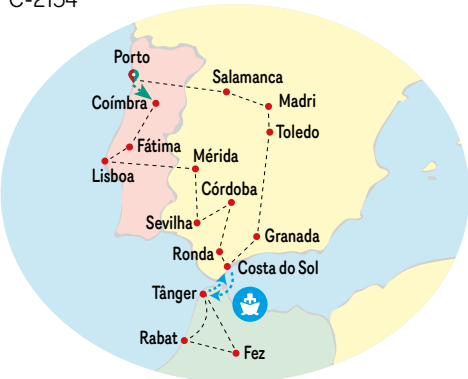 C-2154
Porto
Salamanca
Coímbra
Madri
Toledo
Fátima
Mérida
Lisboa
Córdoba
Sevilha
Granada
Ronda
Costa do Sol
Tânger
Rabat
Fez